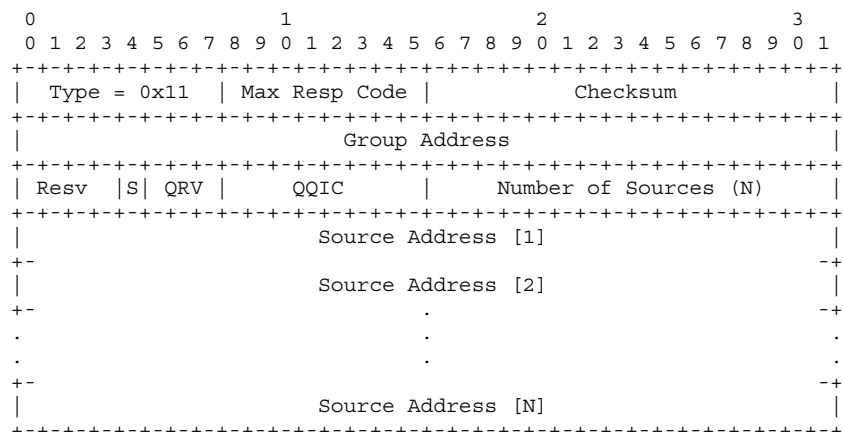 0                   1                   2                   3
 0 1 2 3 4 5 6 7 8 9 0 1 2 3 4 5 6 7 8 9 0 1 2 3 4 5 6 7 8 9 0 1
+-+-+-+-+-+-+-+-+-+-+-+-+-+-+-+-+-+-+-+-+-+-+-+-+-+-+-+-+-+-+-+-+
|  Type = 0x11  | Max Resp Code |           Checksum            |
+-+-+-+-+-+-+-+-+-+-+-+-+-+-+-+-+-+-+-+-+-+-+-+-+-+-+-+-+-+-+-+-+
|                         Group Address                         |
+-+-+-+-+-+-+-+-+-+-+-+-+-+-+-+-+-+-+-+-+-+-+-+-+-+-+-+-+-+-+-+-+
| Resv  |S| QRV |     QQIC      |     Number of Sources (N)     |
+-+-+-+-+-+-+-+-+-+-+-+-+-+-+-+-+-+-+-+-+-+-+-+-+-+-+-+-+-+-+-+-+
|                       Source Address [1]                      |
+-                                                             -+
|                       Source Address [2]                      |
+-                              .                              -+
.                               .                               .
.                               .                               .
+-                                                             -+
|                       Source Address [N]                      |
+-+-+-+-+-+-+-+-+-+-+-+-+-+-+-+-+-+-+-+-+-+-+-+-+-+-+-+-+-+-+-+-+